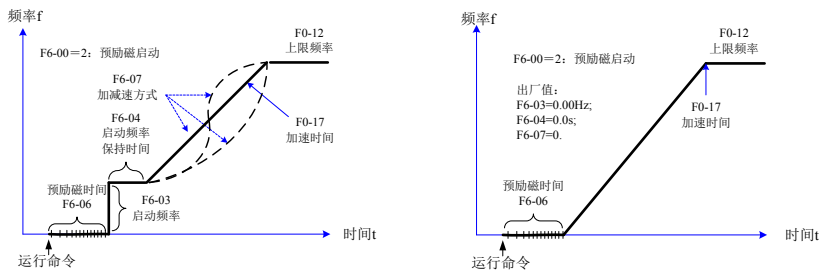 频率f
F6-00＝2：预励磁启动
F0-12
上限频率
F6-07
加减速方式
F6-04
启动频率
保持时间
F0-17
加速时间
预励磁时间
F6-06
F6-03
启动频率
时间t
运行命令
频率f
F6-00＝2：预励磁启动
F0-12
上限频率
出厂值：
F6-03=0.00Hz;
F6-04=0.0s;
F6-07=0.
F0-17
加速时间
预励磁时间
F6-06
时间t
运行命令